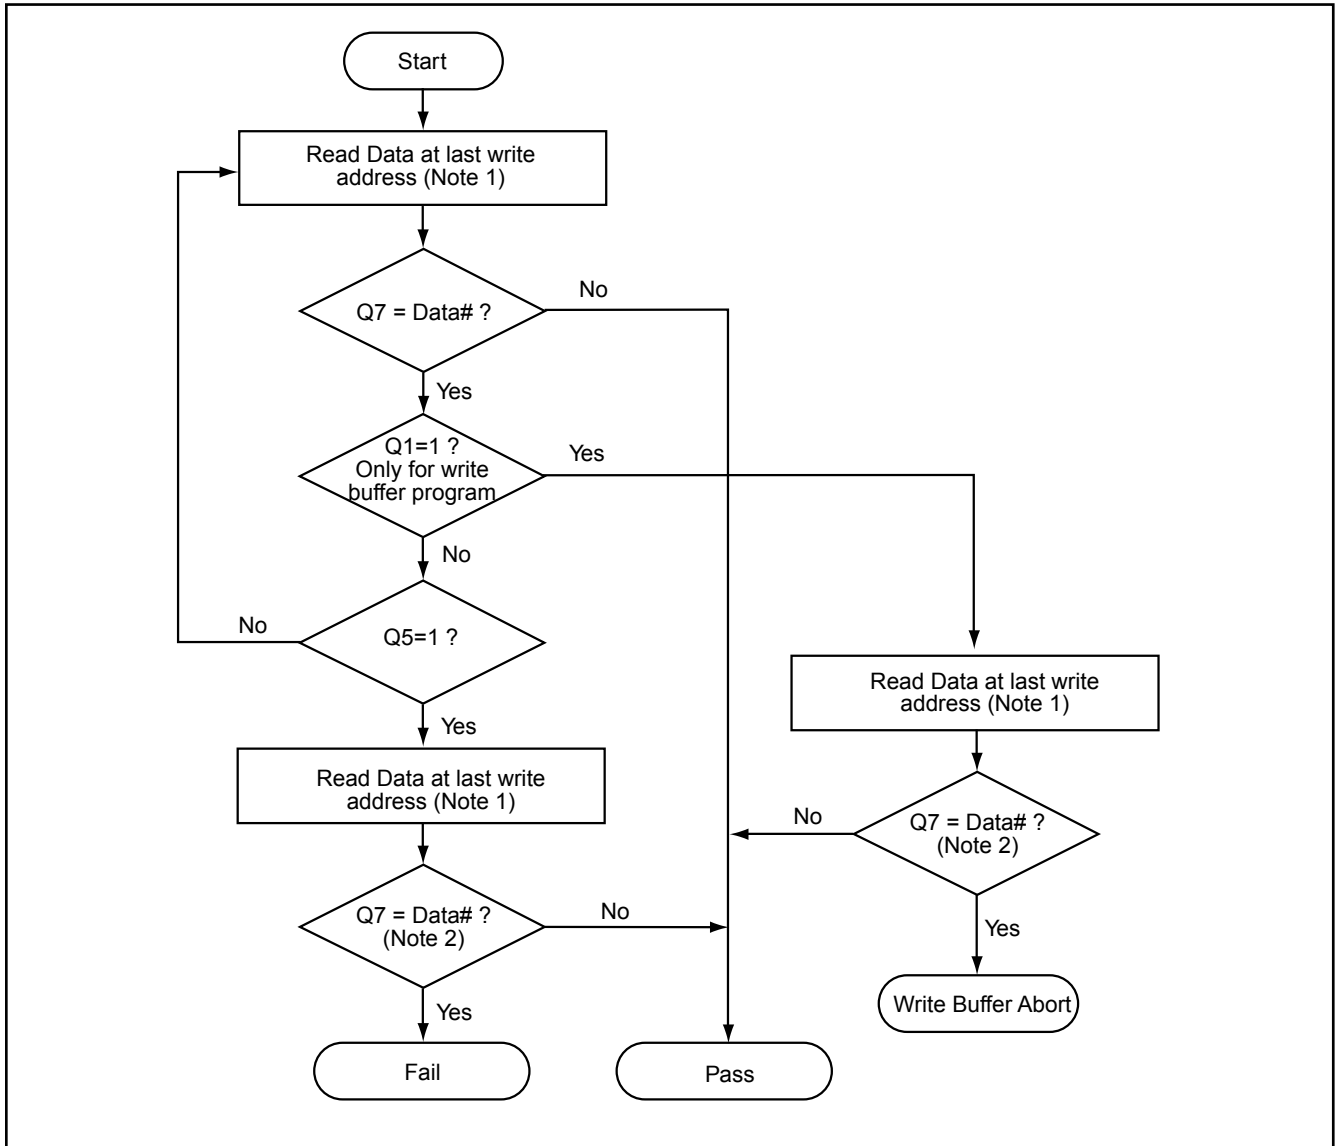 Start
Read Data at last write
address (Note 1)
Q7 = Data# ?
No
Yes
Q1=1 ?
Only for write
buffer program
Yes
No
Q5=1 ?
No
Yes
Read Data at last write
address (Note 1)
Read Data at last write
address (Note 1)
Q7 = Data# ?
(Note 2)
No
Yes
Q7 = Data# ?
(Note 2)
No
Yes
Write Buffer Abort
Fail
Pass